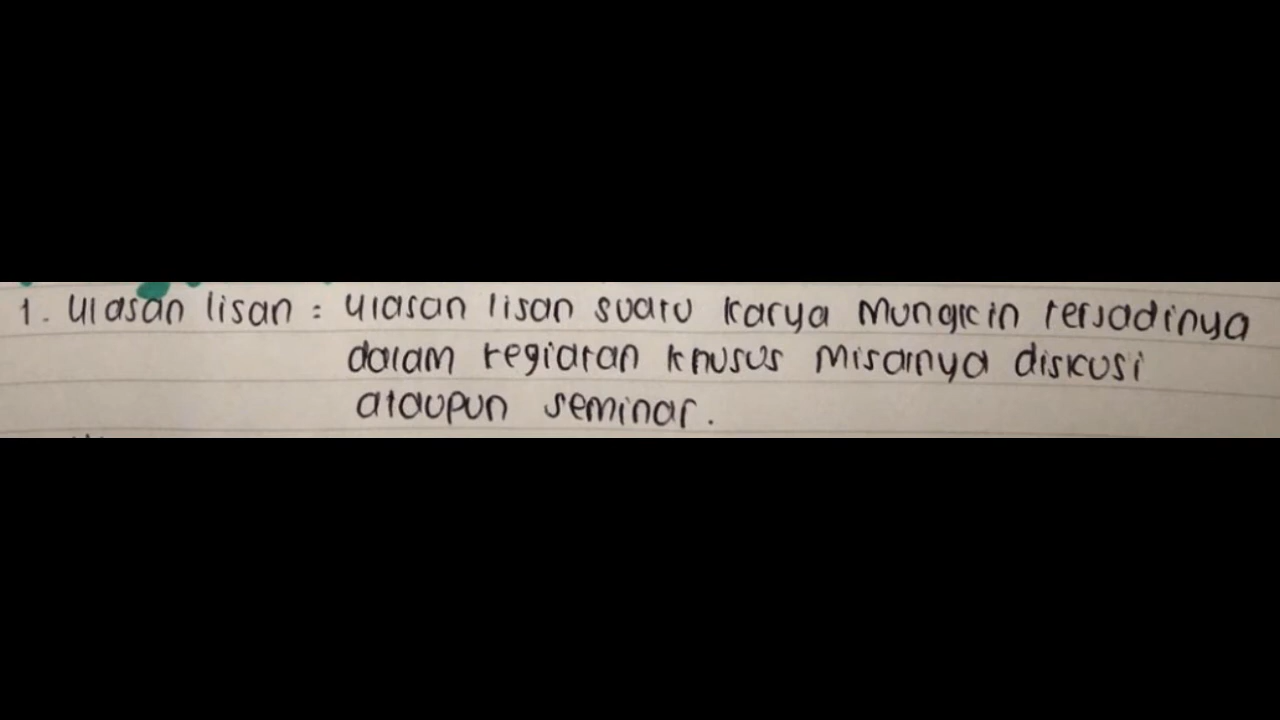 1. Ulasan lisan : Ulasan lisan suatu karya mungkin terjadinya
dalam kegiatan khusus misalnya diskusi
ataupun seminar.